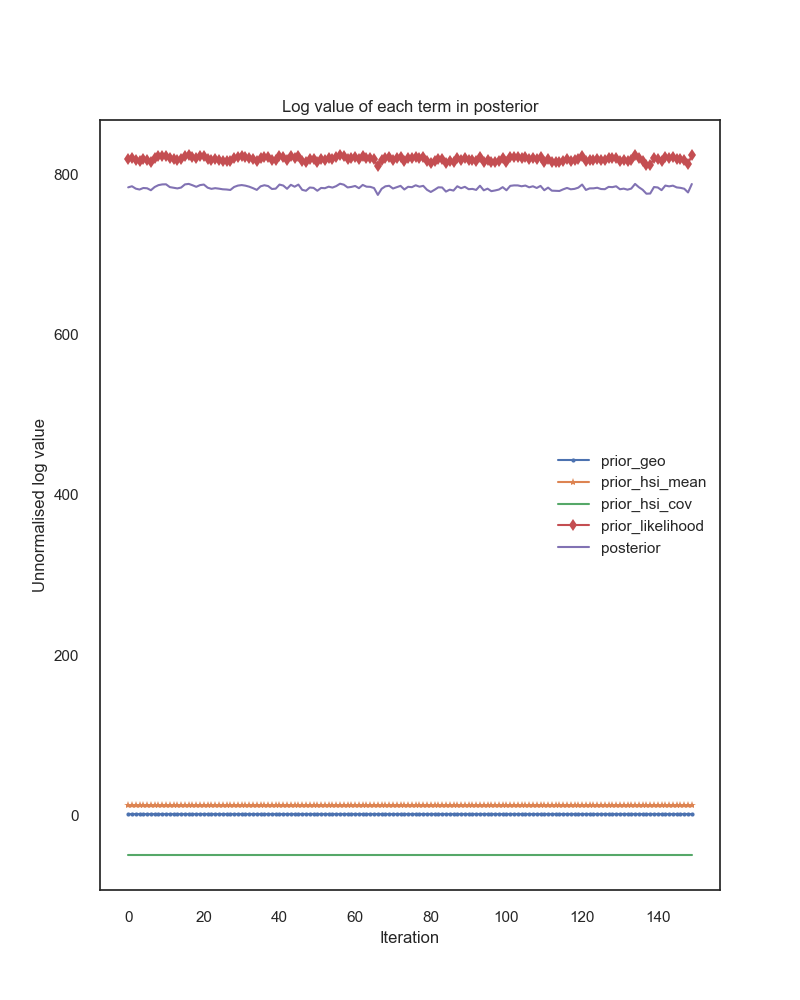 Log value of each term in posterior
800
600
400
200
0
Unnormalised log value
prior_geo
prior_hsi_mean
prior_hsi_cov
prior_likelihood
posterior
0 20 40 60 80 100 120 140
Iteration